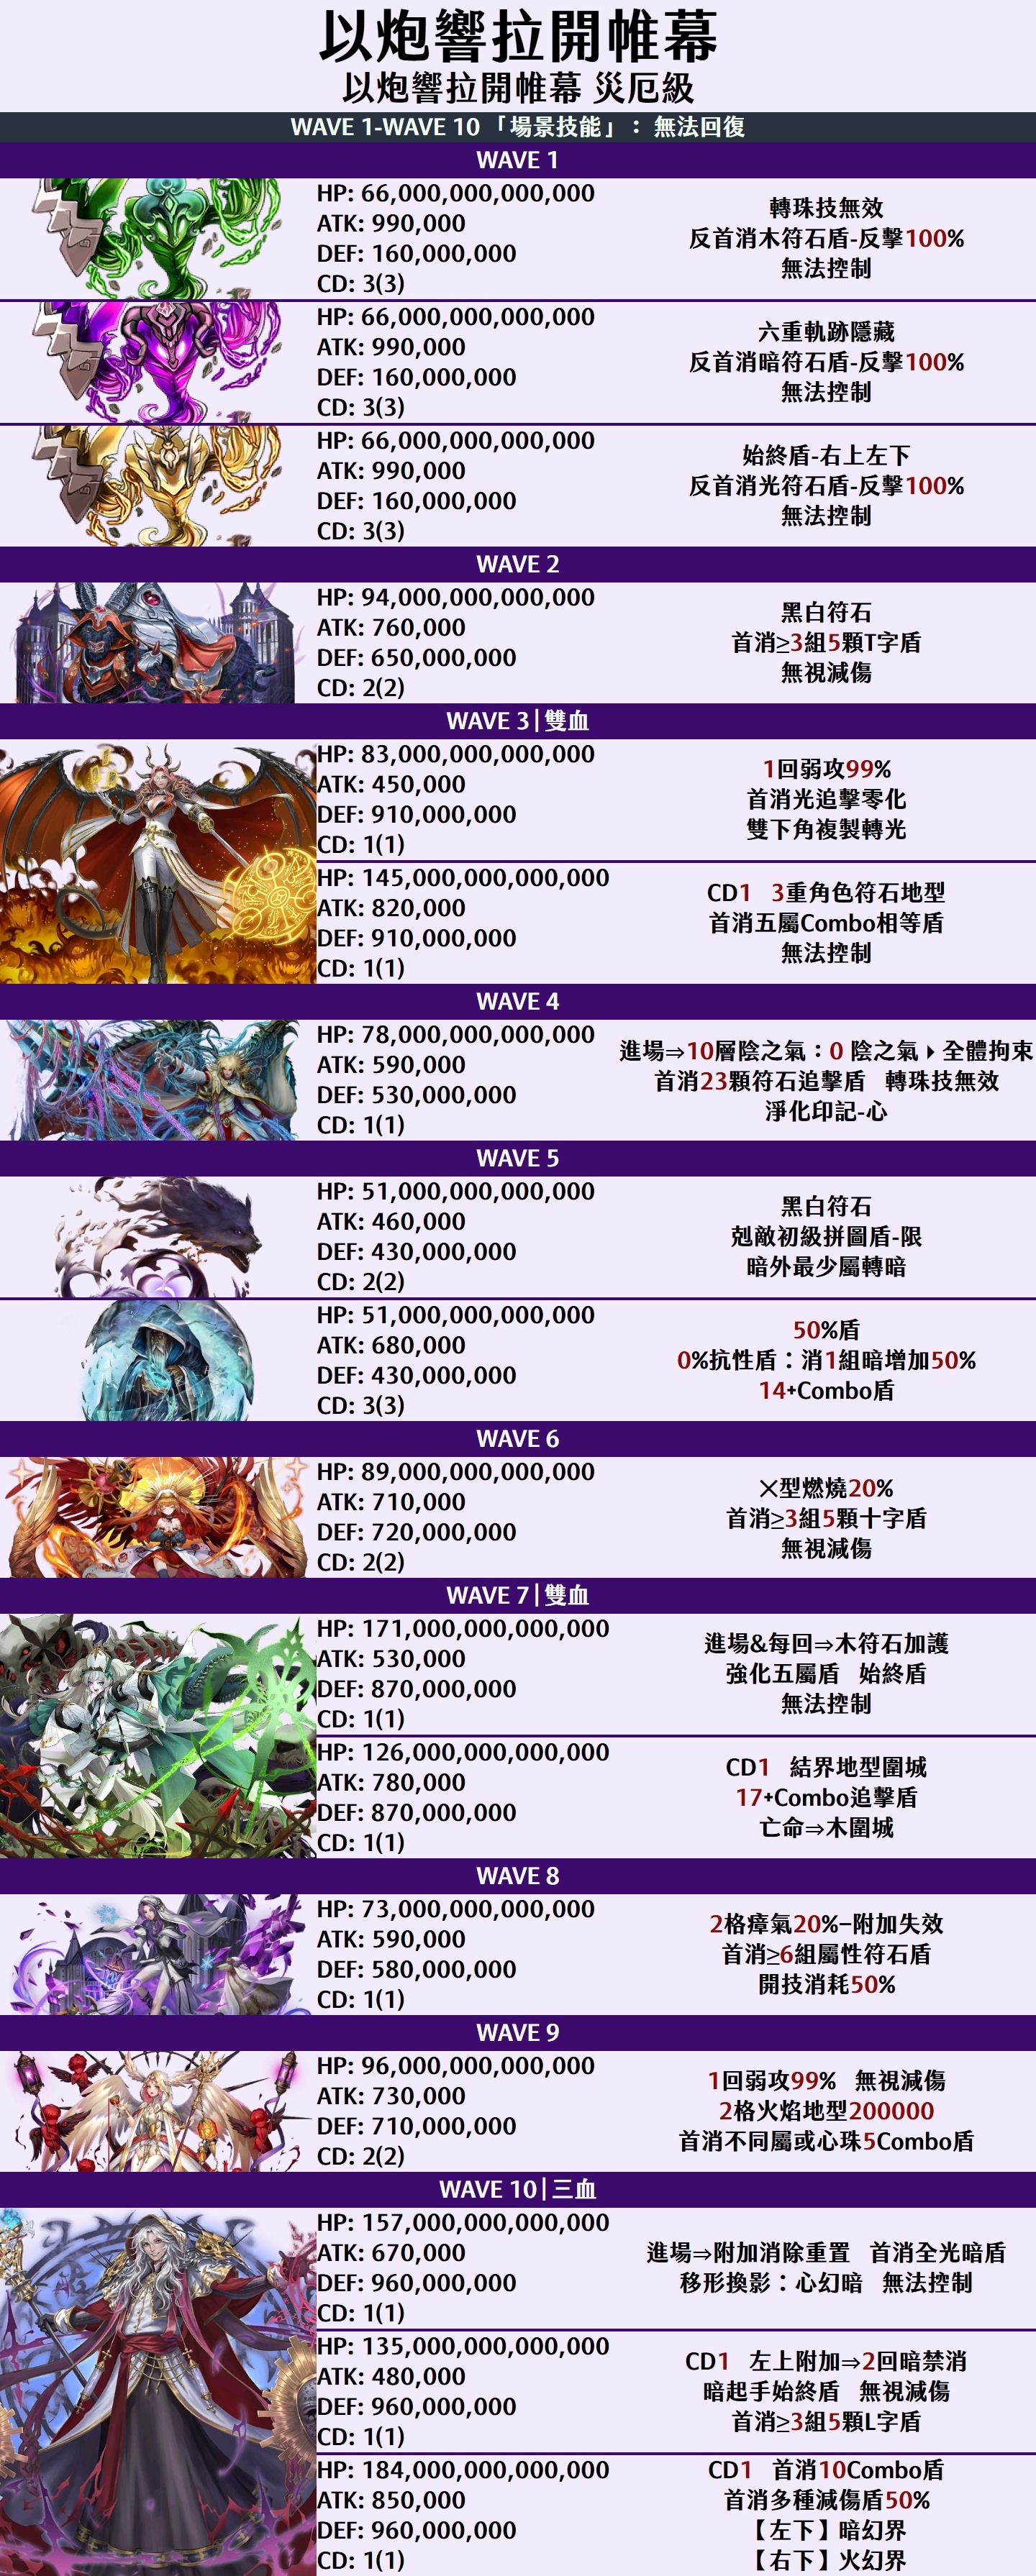 以炮響拉開帷幕
以炮響拉開帷幕 災厄級
WAVE 1-WAVE 10 「場景技能」： 無法回復
WAVE 1
HP: 66,000,000,000,000
ATK: 990,000
DEF: 160,000,000
CD: 3(3)
轉珠技無效
反首消木符石盾-反擊100%
無法控制
HP: 66,000,000,000,000
ATK: 990,000
DEF: 160,000,000
CD: 3(3)
六重軌跡隱藏
反首消暗符石盾-反擊100%
無法控制
HP: 66,000,000,000,000
ATK: 990,000
DEF: 160,000,000
CD: 3(3)
始終盾-右上左下
反首消光符石盾-反擊100%
無法控制
WAVE 2
HP: 94,000,000,000,000
ATK: 760,000
DEF: 650,000,000
CD: 2(2)
黑白符石
首消≥3組5顆T字盾
無視減傷
WAVE 3|雙血
HP: 83,000,000,000,000
ATK: 450,000
DEF: 910,000,000
CD: 1(1)
1回弱攻99%
首消光追擊零化
雙下角複製轉光
HP: 145,000,000,000,000
ATK: 820,000
DEF: 910,000,000
CD: 1(1)
CD1 3重角色符石地型
首消五屬Combo相等盾
無法控制
WAVE 4
HP: 78,000,000,000,000
ATK: 590,000
DEF: 530,000,000
CD: 1(1)
進場⇒10層陰之氣：0 陰之氣▸全體拘束
首消23顆符石追擊盾 轉珠技無效
淨化印記-心
WAVE 5
HP: 51,000,000,000,000
ATK: 460,000
DEF: 430,000,000
CD: 2(2)
黑白符石
剋敵初級拼圖盾-限
暗外最少屬轉暗
HP: 51,000,000,000,000
ATK: 680,000
DEF: 430,000,000
CD: 3(3)
50%盾
0%抗性盾：消1組暗增加50%
14+Combo盾
WAVE 6
HP: 89,000,000,000,000
ATK: 710,000
DEF: 720,000,000
CD: 2(2)
╳型燃燒20%
首消≥3組5顆十字盾
無視減傷
WAVE 7|雙血
HP: 171,000,000,000,000
ATK: 530,000
DEF: 870,000,000
CD: 1(1)
進場&每回⇒木符石加護
強化五屬盾 始終盾
無法控制
HP: 126,000,000,000,000
ATK: 780,000
DEF: 870,000,000
CD: 1(1)
CD1 結界地型圍城
17+Combo追擊盾
亡命⇒木圍城
WAVE 8
HP: 73,000,000,000,000
ATK: 590,000
DEF: 580,000,000
CD: 1(1)
2格瘴氣20%-附加失效
首消≥6組屬性符石盾
開技消耗50%
WAVE 9
HP: 96,000,000,000,000
ATK: 730,000
DEF: 710,000,000
CD: 2(2)
1回弱攻99% 無視減傷
2格火焰地型200000
首消不同屬或心珠5Combo盾
WAVE 10|三血
HP: 157,000,000,000,000
ATK: 670,000
DEF: 960,000,000
CD: 1(1)
進場⇒附加消除重置 首消全光暗盾
移形換影：心幻暗 無法控制
HP: 135,000,000,000,000
ATK: 480,000
DEF: 960,000,000
CD: 1(1)
CD1 左上附加⇒2回暗禁消
暗起手始終盾 無視減傷
首消≥3組5顆L字盾
HP: 184,000,000,000,000
ATK: 850,000
DEF: 960,000,000
CD: 1(1)
CD1 首消10Combo盾
首消多種減傷盾50%
【左下】暗幻界
【右下】火幻界